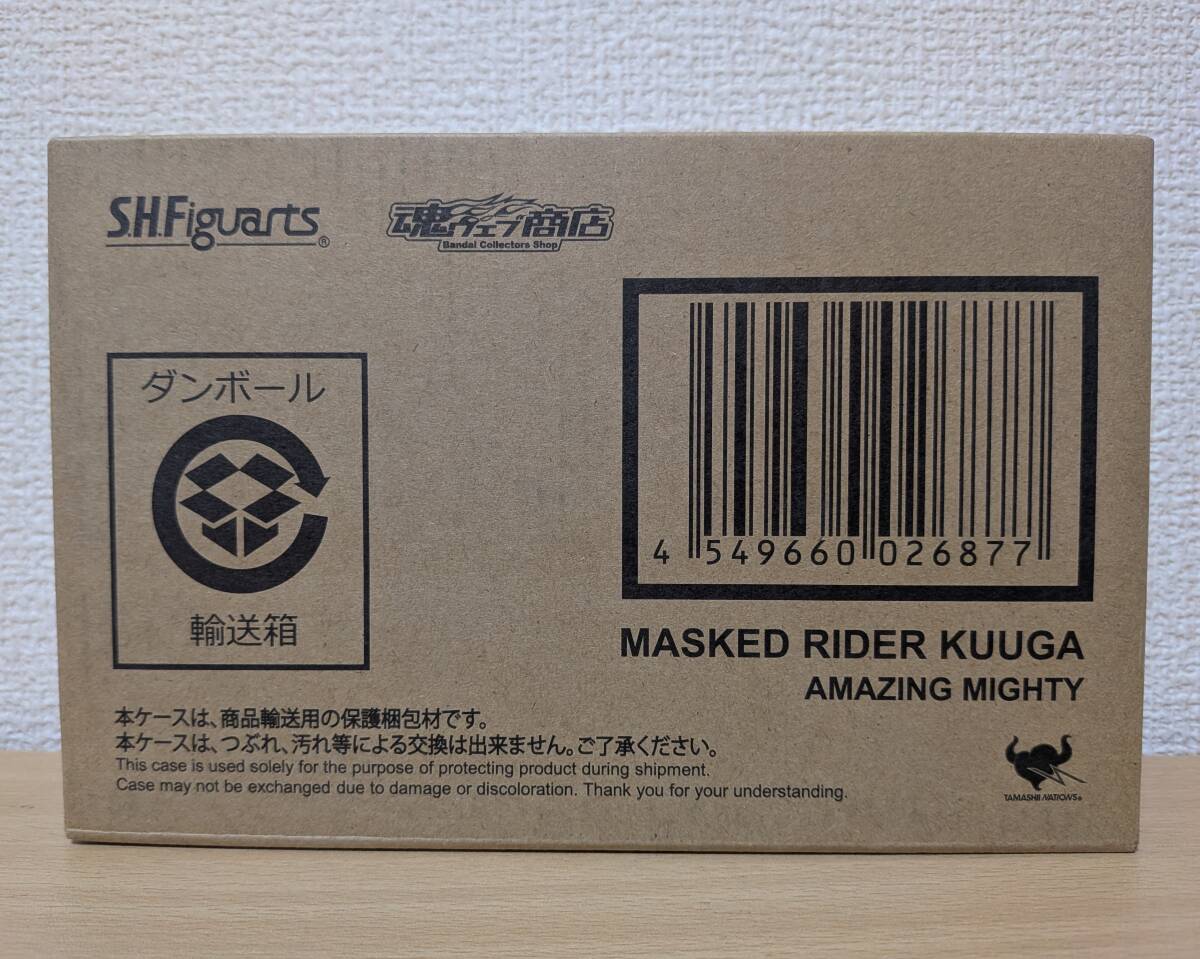 S.H.Figuarts®
魂ウェブ商店
Bandai Collectors Shop
ダンボール
輸送箱
4 549660 026877
MASKED RIDER KUUGA
AMAZING MIGHTY
本ケースは、商品輸送用の保護梱包材です。
本ケースは、つぶれ、汚れ等による交換は出来ません。ご了承ください。
This case is used solely for the purpose of protecting product during shipment.
Case may not be exchanged due to damage or discoloration. Thank you for your understanding.
TAMASHII NATIONS®